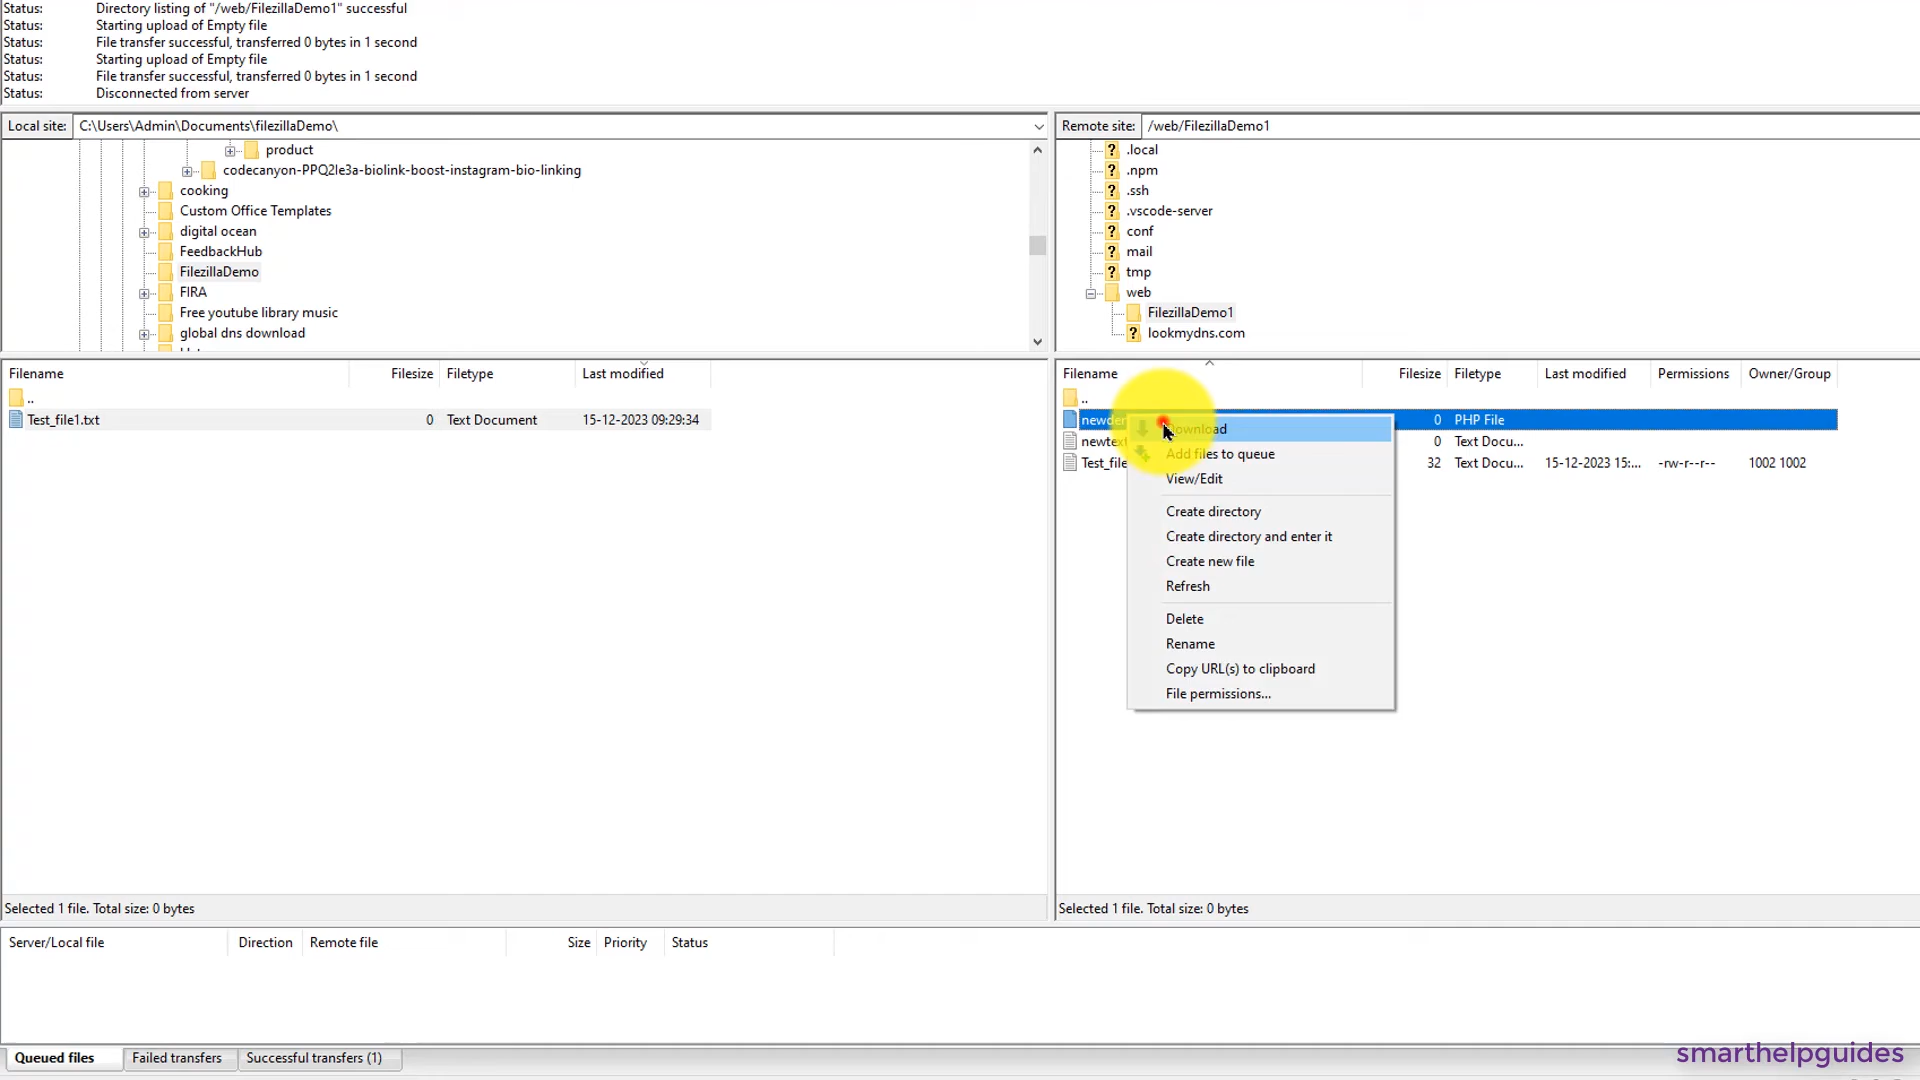 Status: Directory listing of "/web/FilezillaDemo1" successful
Status: Starting upload of Empty file
Status: File transfer successful, transferred 0 bytes in 1 second
Status: Starting upload of Empty file
Status: File transfer successful, transferred 0 bytes in 1 second
Status: Disconnected from server
Local site: C:\Users\Admin\Documents\filezillaDemo\
product
codecanyon-PPQ2le3a-biolink-boost-instagram-bio-linking
cooking
Custom Office Templates
digital ocean
FeedbackHub
FilezillaDemo
FIRA
Free youtube library music
global dns download
Remote site: /web/FilezillaDemo1
.local
.npm
.ssh
.vscode-server
conf
mail
tmp
web
FilezillaDemo1
lookmydns.com
Filename Filesize Filetype Last modified
..
Test_file1.txt 0 Text Document 15-12-2023 09:29:34
Selected 1 file. Total size: 0 bytes
Filename Filesize Filetype Last modified Permissions Owner/Group
..
0 PHP File
0 Text Docu...
32 Text Docu... 15-12-2023 15:... -rw-r--r-- 1002 1002
Download
Add files to queue
View/Edit
Create directory
Create directory and enter it
Create new file
Refresh
Delete
Rename
Copy URL(s) to clipboard
File permissions...
Selected 1 file. Total size: 0 bytes
Server/Local file Direction Remote file Size Priority Status
Queued files Failed transfers Successful transfers (1)
smarthelpguides